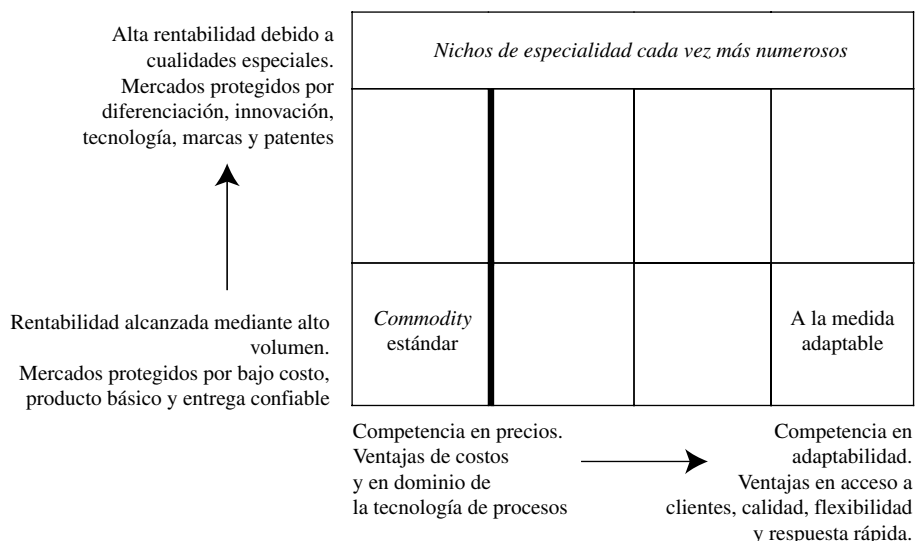 Alta rentabilidad debido a
cualidades especiales.
Mercados protegidos por
diferenciación, innovación,
tecnología, marcas y patentes
Nichos de especialidad cada vez más numerosos
Rentabilidad alcanzada mediante alto
volumen.
Mercados protegidos por bajo costo,
producto básico y entrega confiable
Commodity
estándar
A la medida
adaptable
Competencia en precios.
Ventajas de costos
y en dominio de
la tecnología de procesos
Competencia en
adaptabilidad.
Ventajas en acceso a
clientes, calidad, flexibilidad
y respuesta rápida.